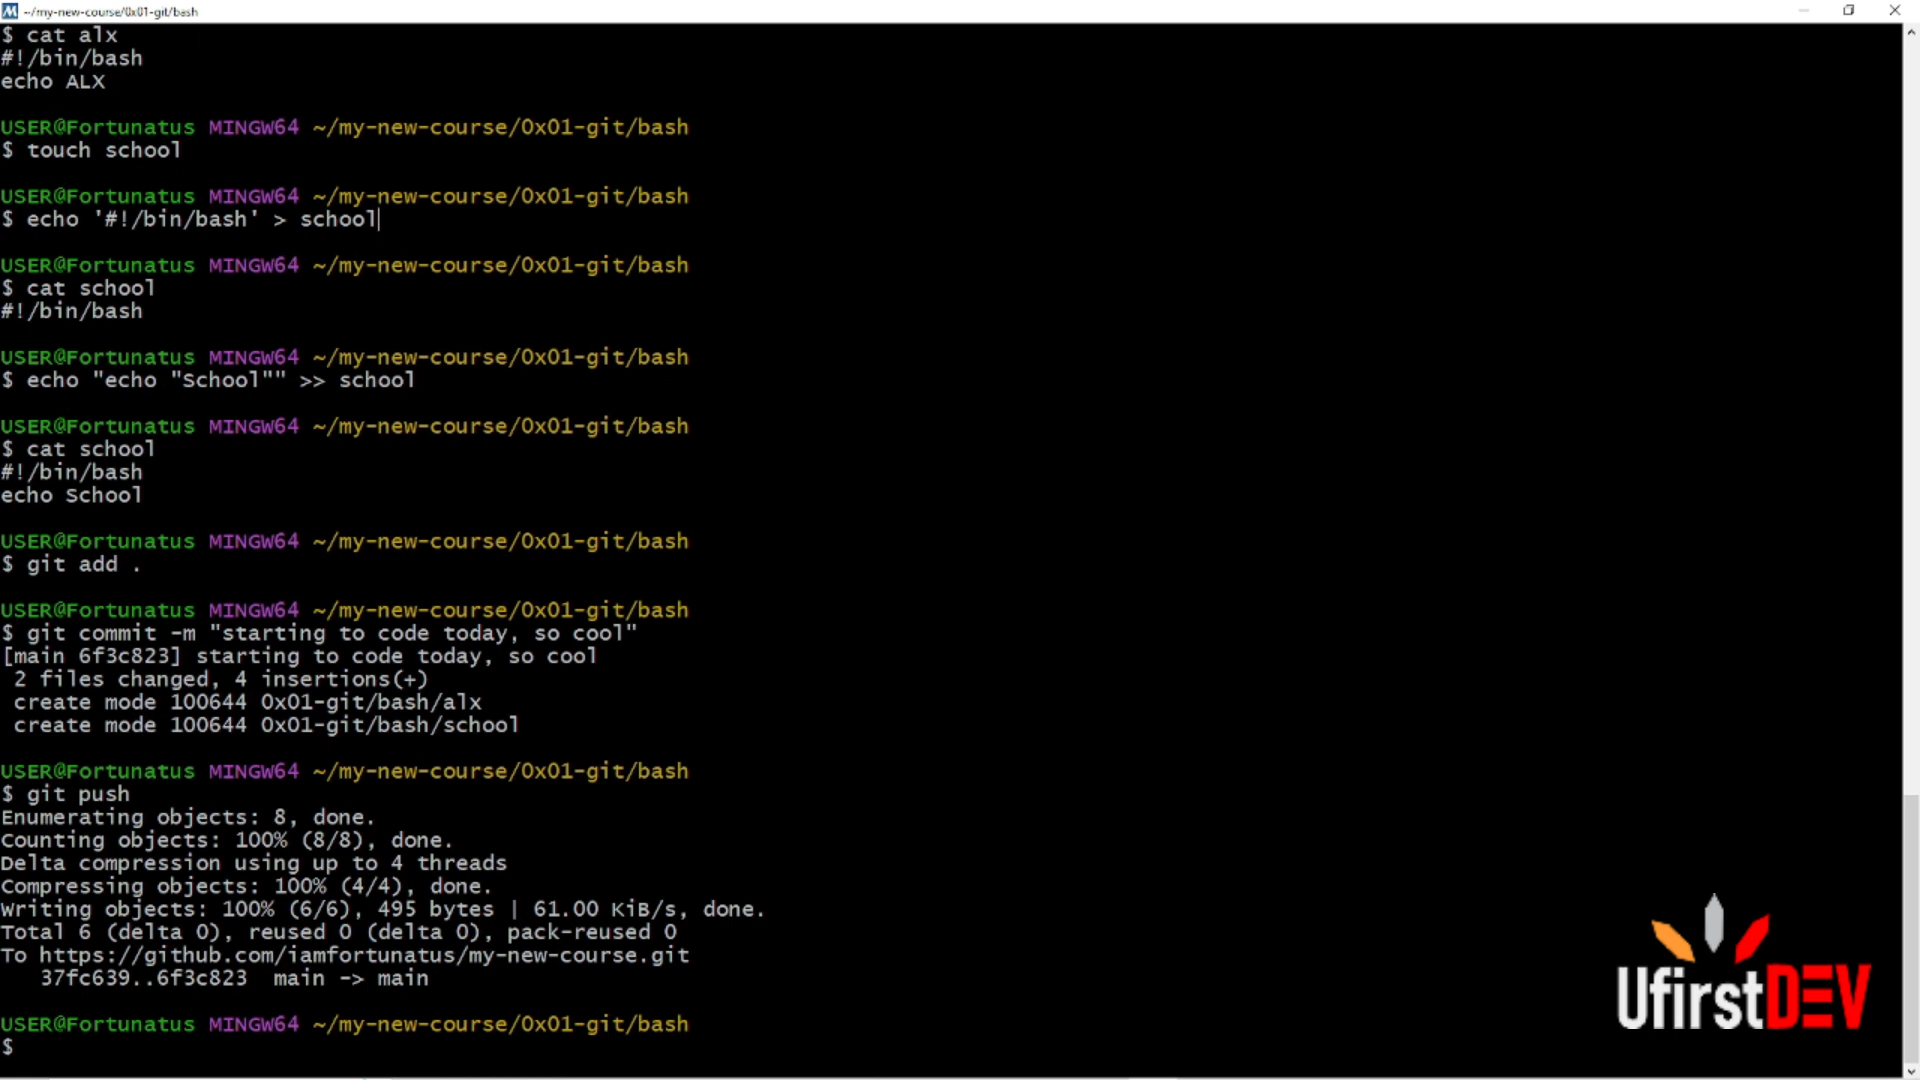 ~/my-new-course/0x01-git/bash
$ cat alx
#!/bin/bash
echo ALX
USER@Fortunatus MINGW64 ~/my-new-course/0x01-git/bash
$ touch school
USER@Fortunatus MINGW64 ~/my-new-course/0x01-git/bash
$ echo '#!/bin/bash' > school
USER@Fortunatus MINGW64 ~/my-new-course/0x01-git/bash
$ cat school
#!/bin/bash
USER@Fortunatus MINGW64 ~/my-new-course/0x01-git/bash
$ echo "echo "School"" >> school
USER@Fortunatus MINGW64 ~/my-new-course/0x01-git/bash
$ cat school
#!/bin/bash
echo School
USER@Fortunatus MINGW64 ~/my-new-course/0x01-git/bash
$ git add .
USER@Fortunatus MINGW64 ~/my-new-course/0x01-git/bash
$ git commit -m "starting to code today, so cool"
[main 6f3c823] starting to code today, so cool
2 files changed, 4 insertions(+)
create mode 100644 0x01-git/bash/alx
create mode 100644 0x01-git/bash/school
USER@Fortunatus MINGW64 ~/my-new-course/0x01-git/bash
$ git push
Enumerating objects: 8, done.
Counting objects: 100% (8/8), done.
Delta compression using up to 4 threads
Compressing objects: 100% (4/4), done.
Writing objects: 100% (6/6), 495 bytes | 61.00 KiB/s, done.
Total 6 (delta 0), reused 0 (delta 0), pack-reused 0
To https://github.com/iamfortunatus/my-new-course.git
37fc639..6f3c823  main -> main
USER@Fortunatus MINGW64 ~/my-new-course/0x01-git/bash
$
UfirstDEV